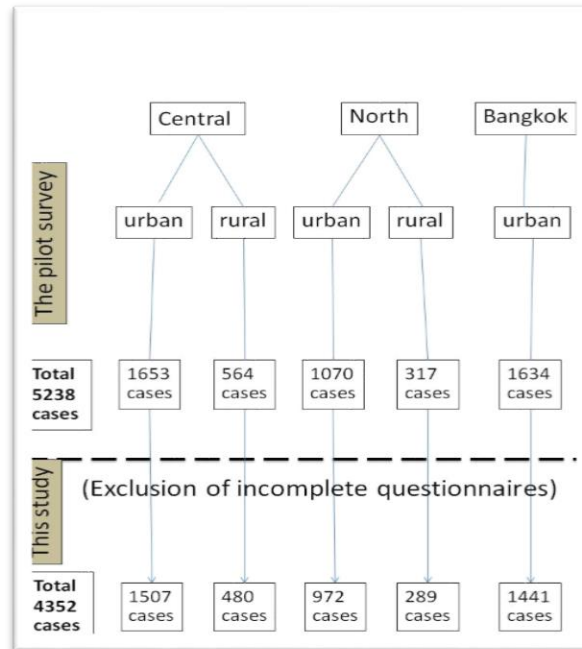 Central
North
Bangkok
The pilot survey
urban
rural
urban
rural
urban
Total
5238
cases
1653
cases
564
cases
1070
cases
317
cases
1634
cases
This study
(Exclusion of incomplete questionnaires)
Total
4352
cases
1507
cases
480
cases
972
cases
289
cases
1441
cases